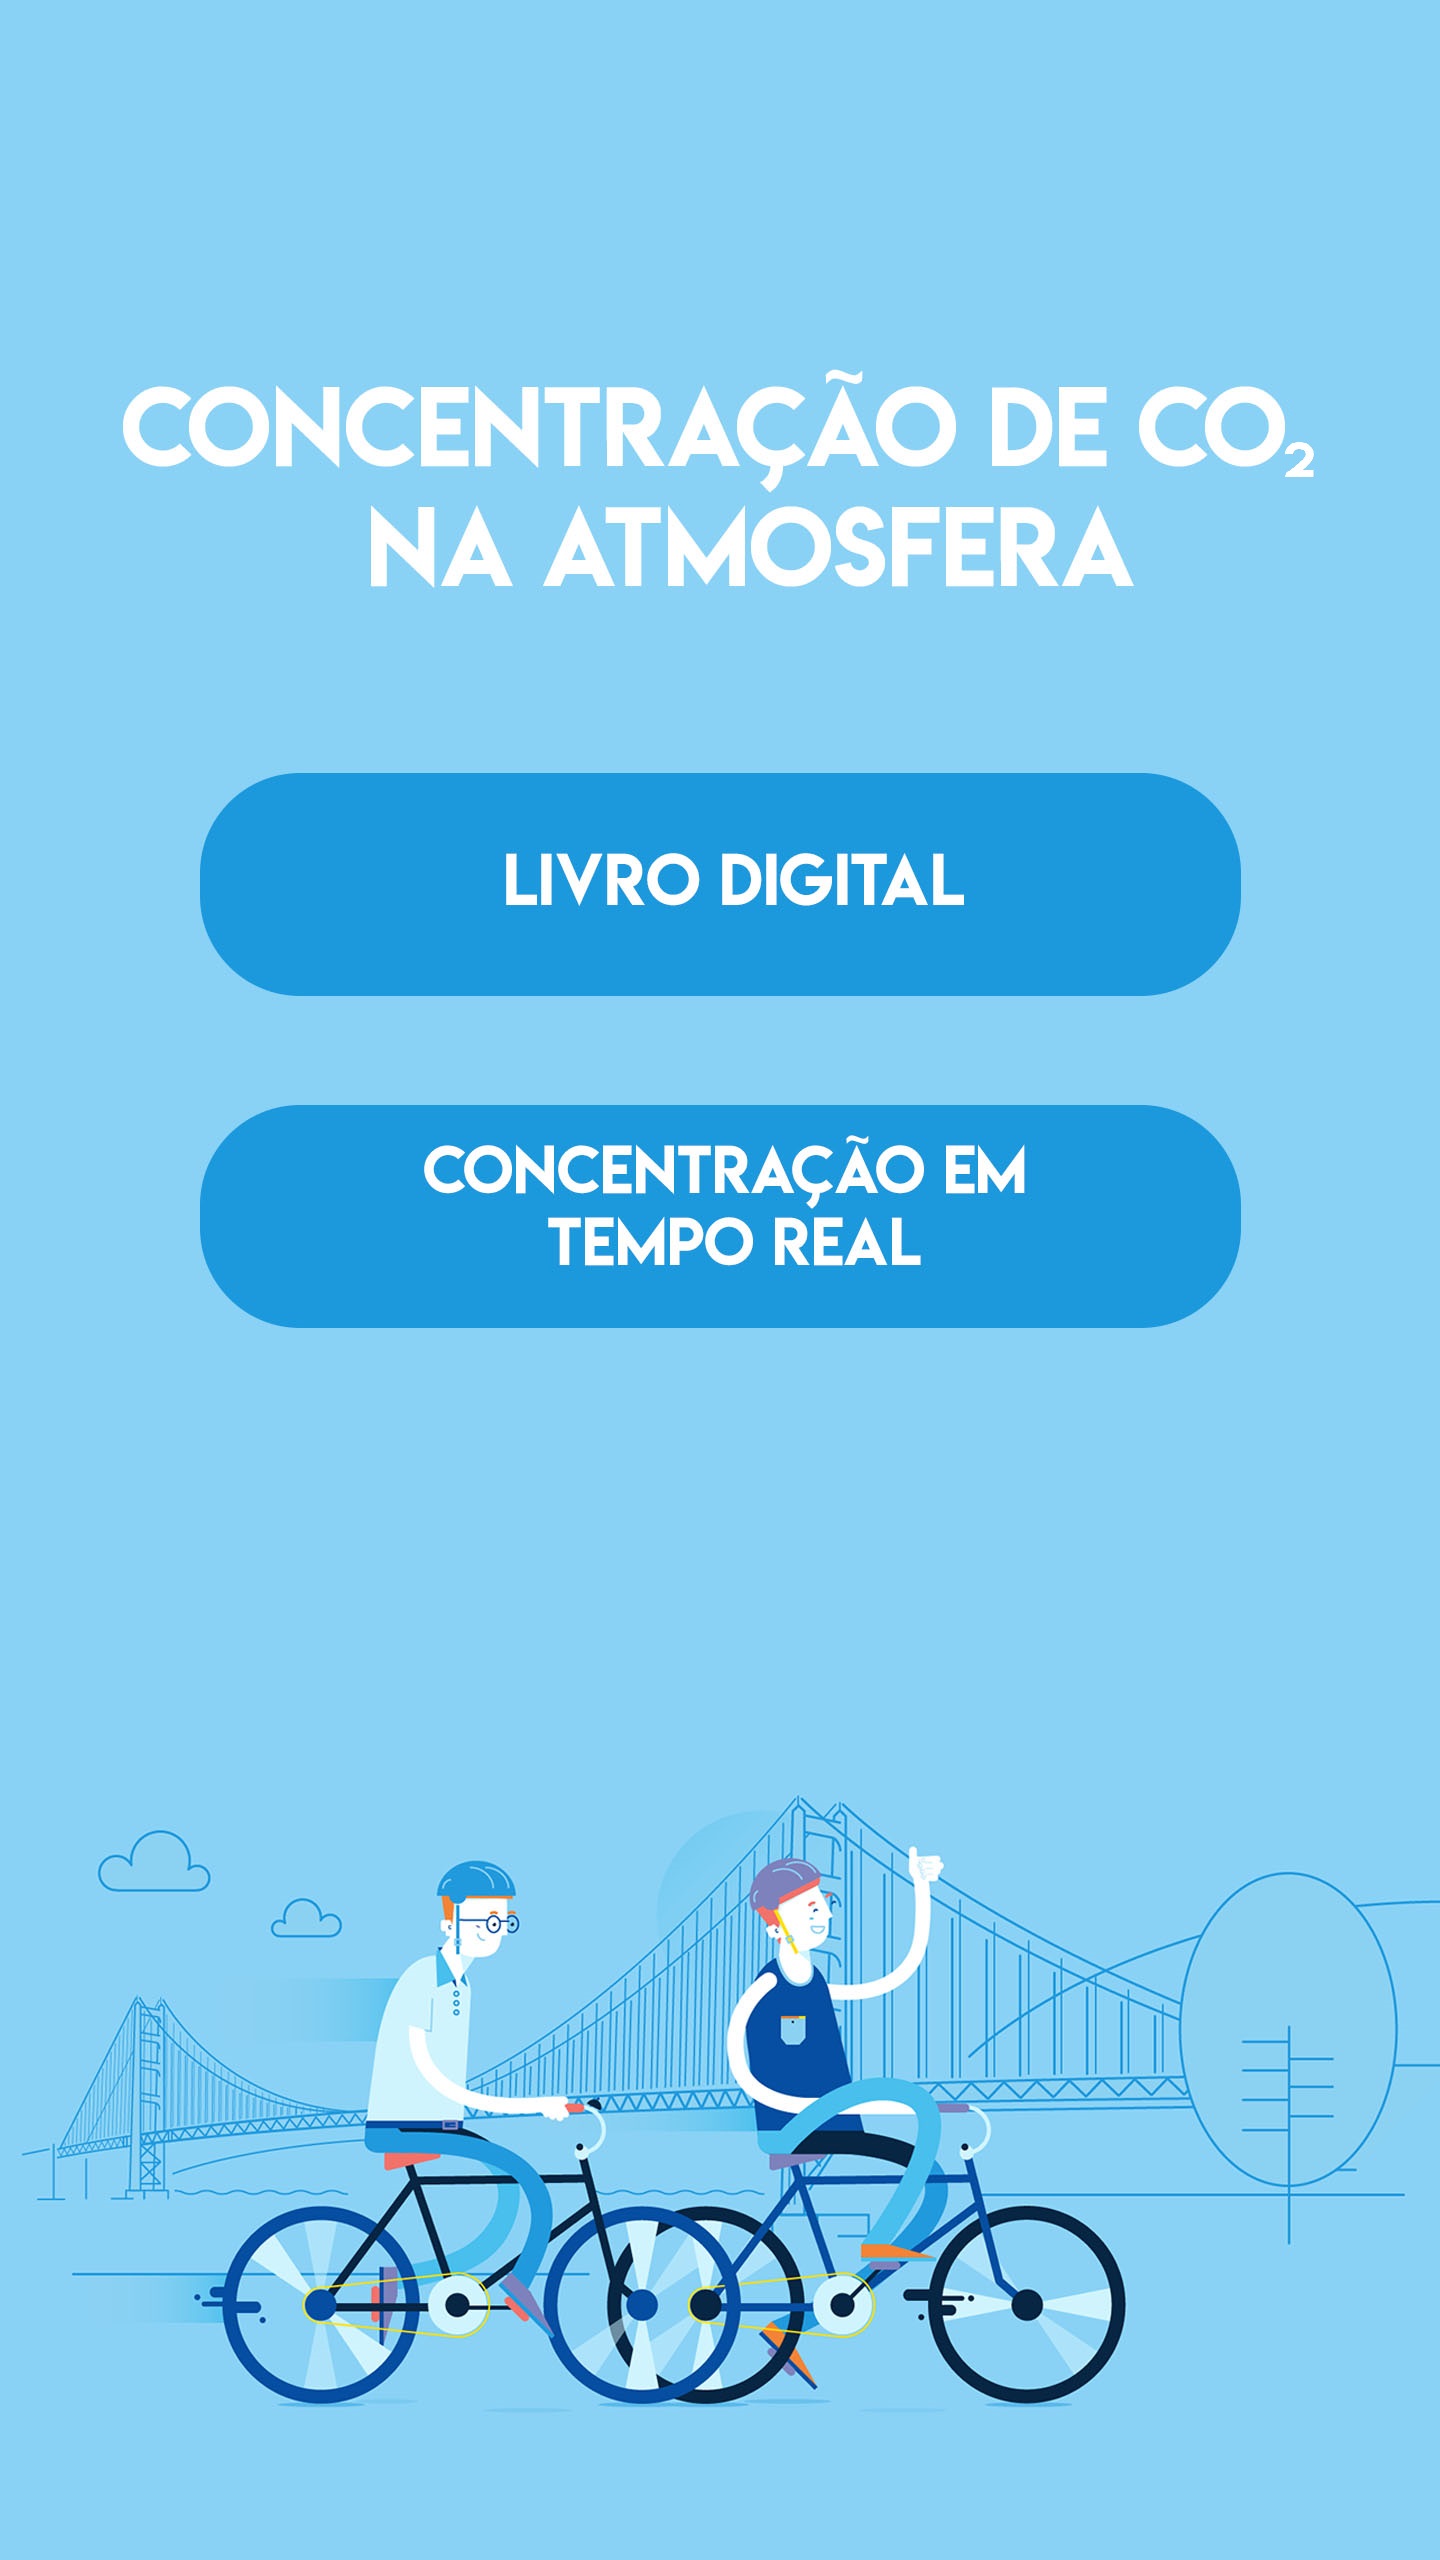 CONCENTRAÇÃO DE CO₂
NA ATMOSFERA
LIVRO DIGITAL
CONCENTRAÇÃO EM
TEMPO REAL